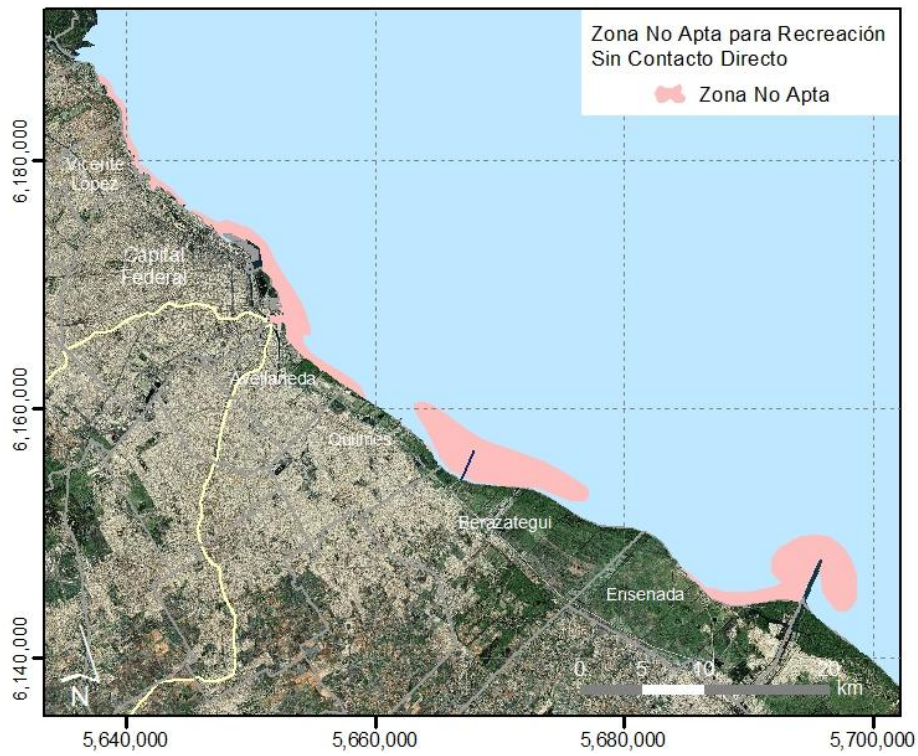 Zona No Apta para Recreación
Sin Contacto Directo
Zona No Apta
6,180,000
6,160,000
6,140,000
Vicente
López
Capital
Federal
Avellaneda
Quilmes
Berazategui
Ensenada
N
0 5 10 20
km
5,640,000 5,660,000 5,680,000 5,700,000